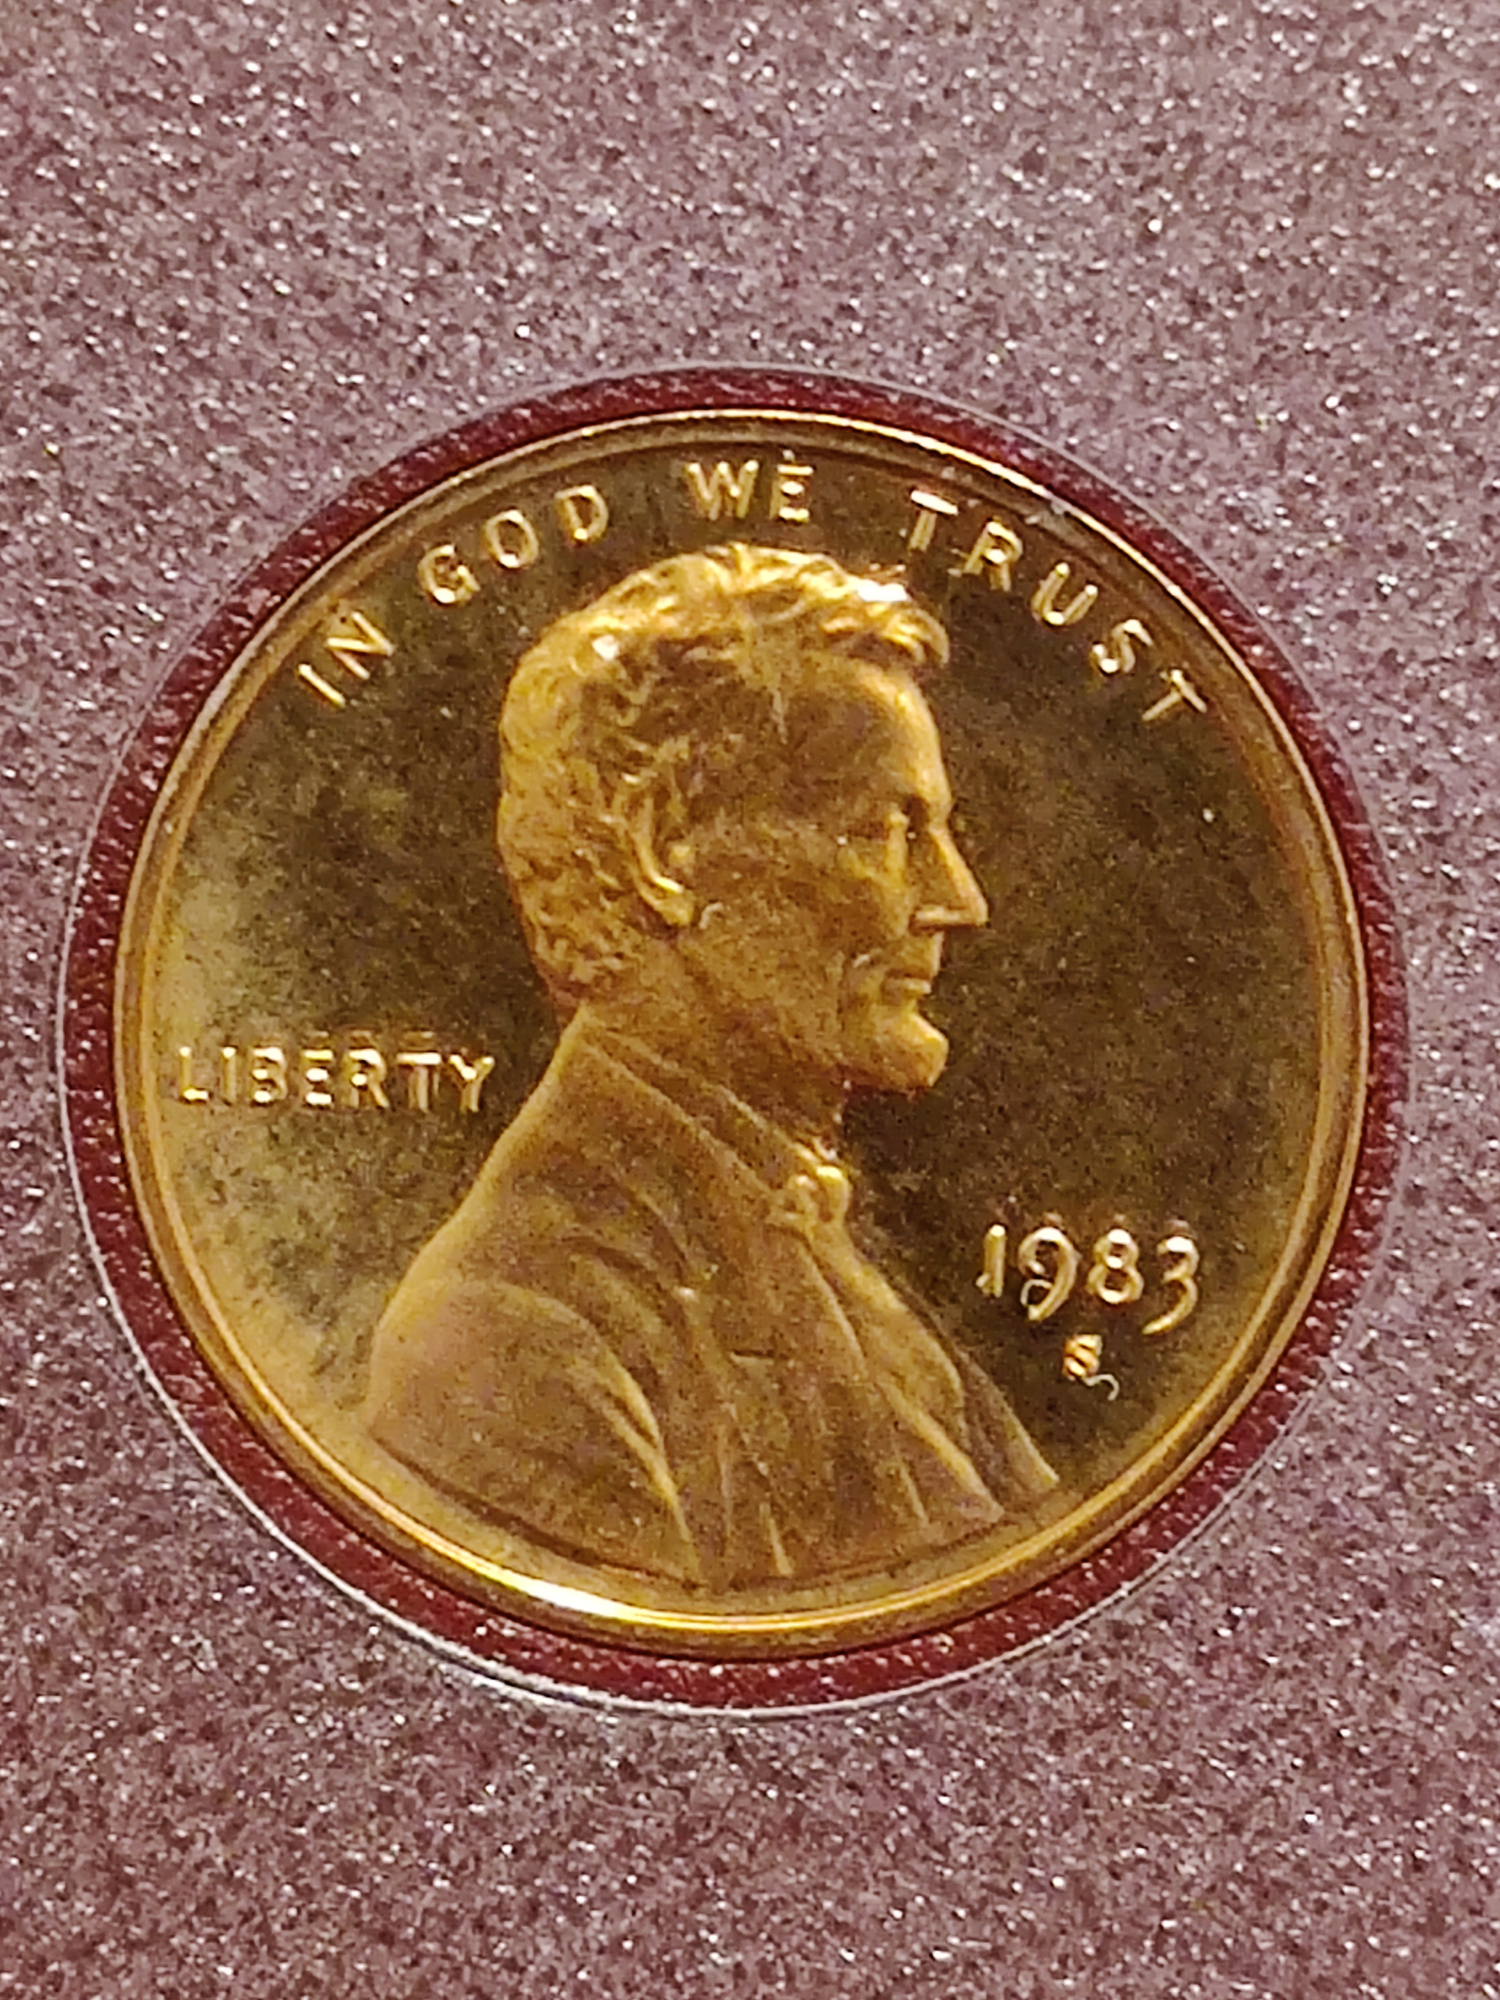 IN GOD WE TRUST
LIBERTY
1983
S